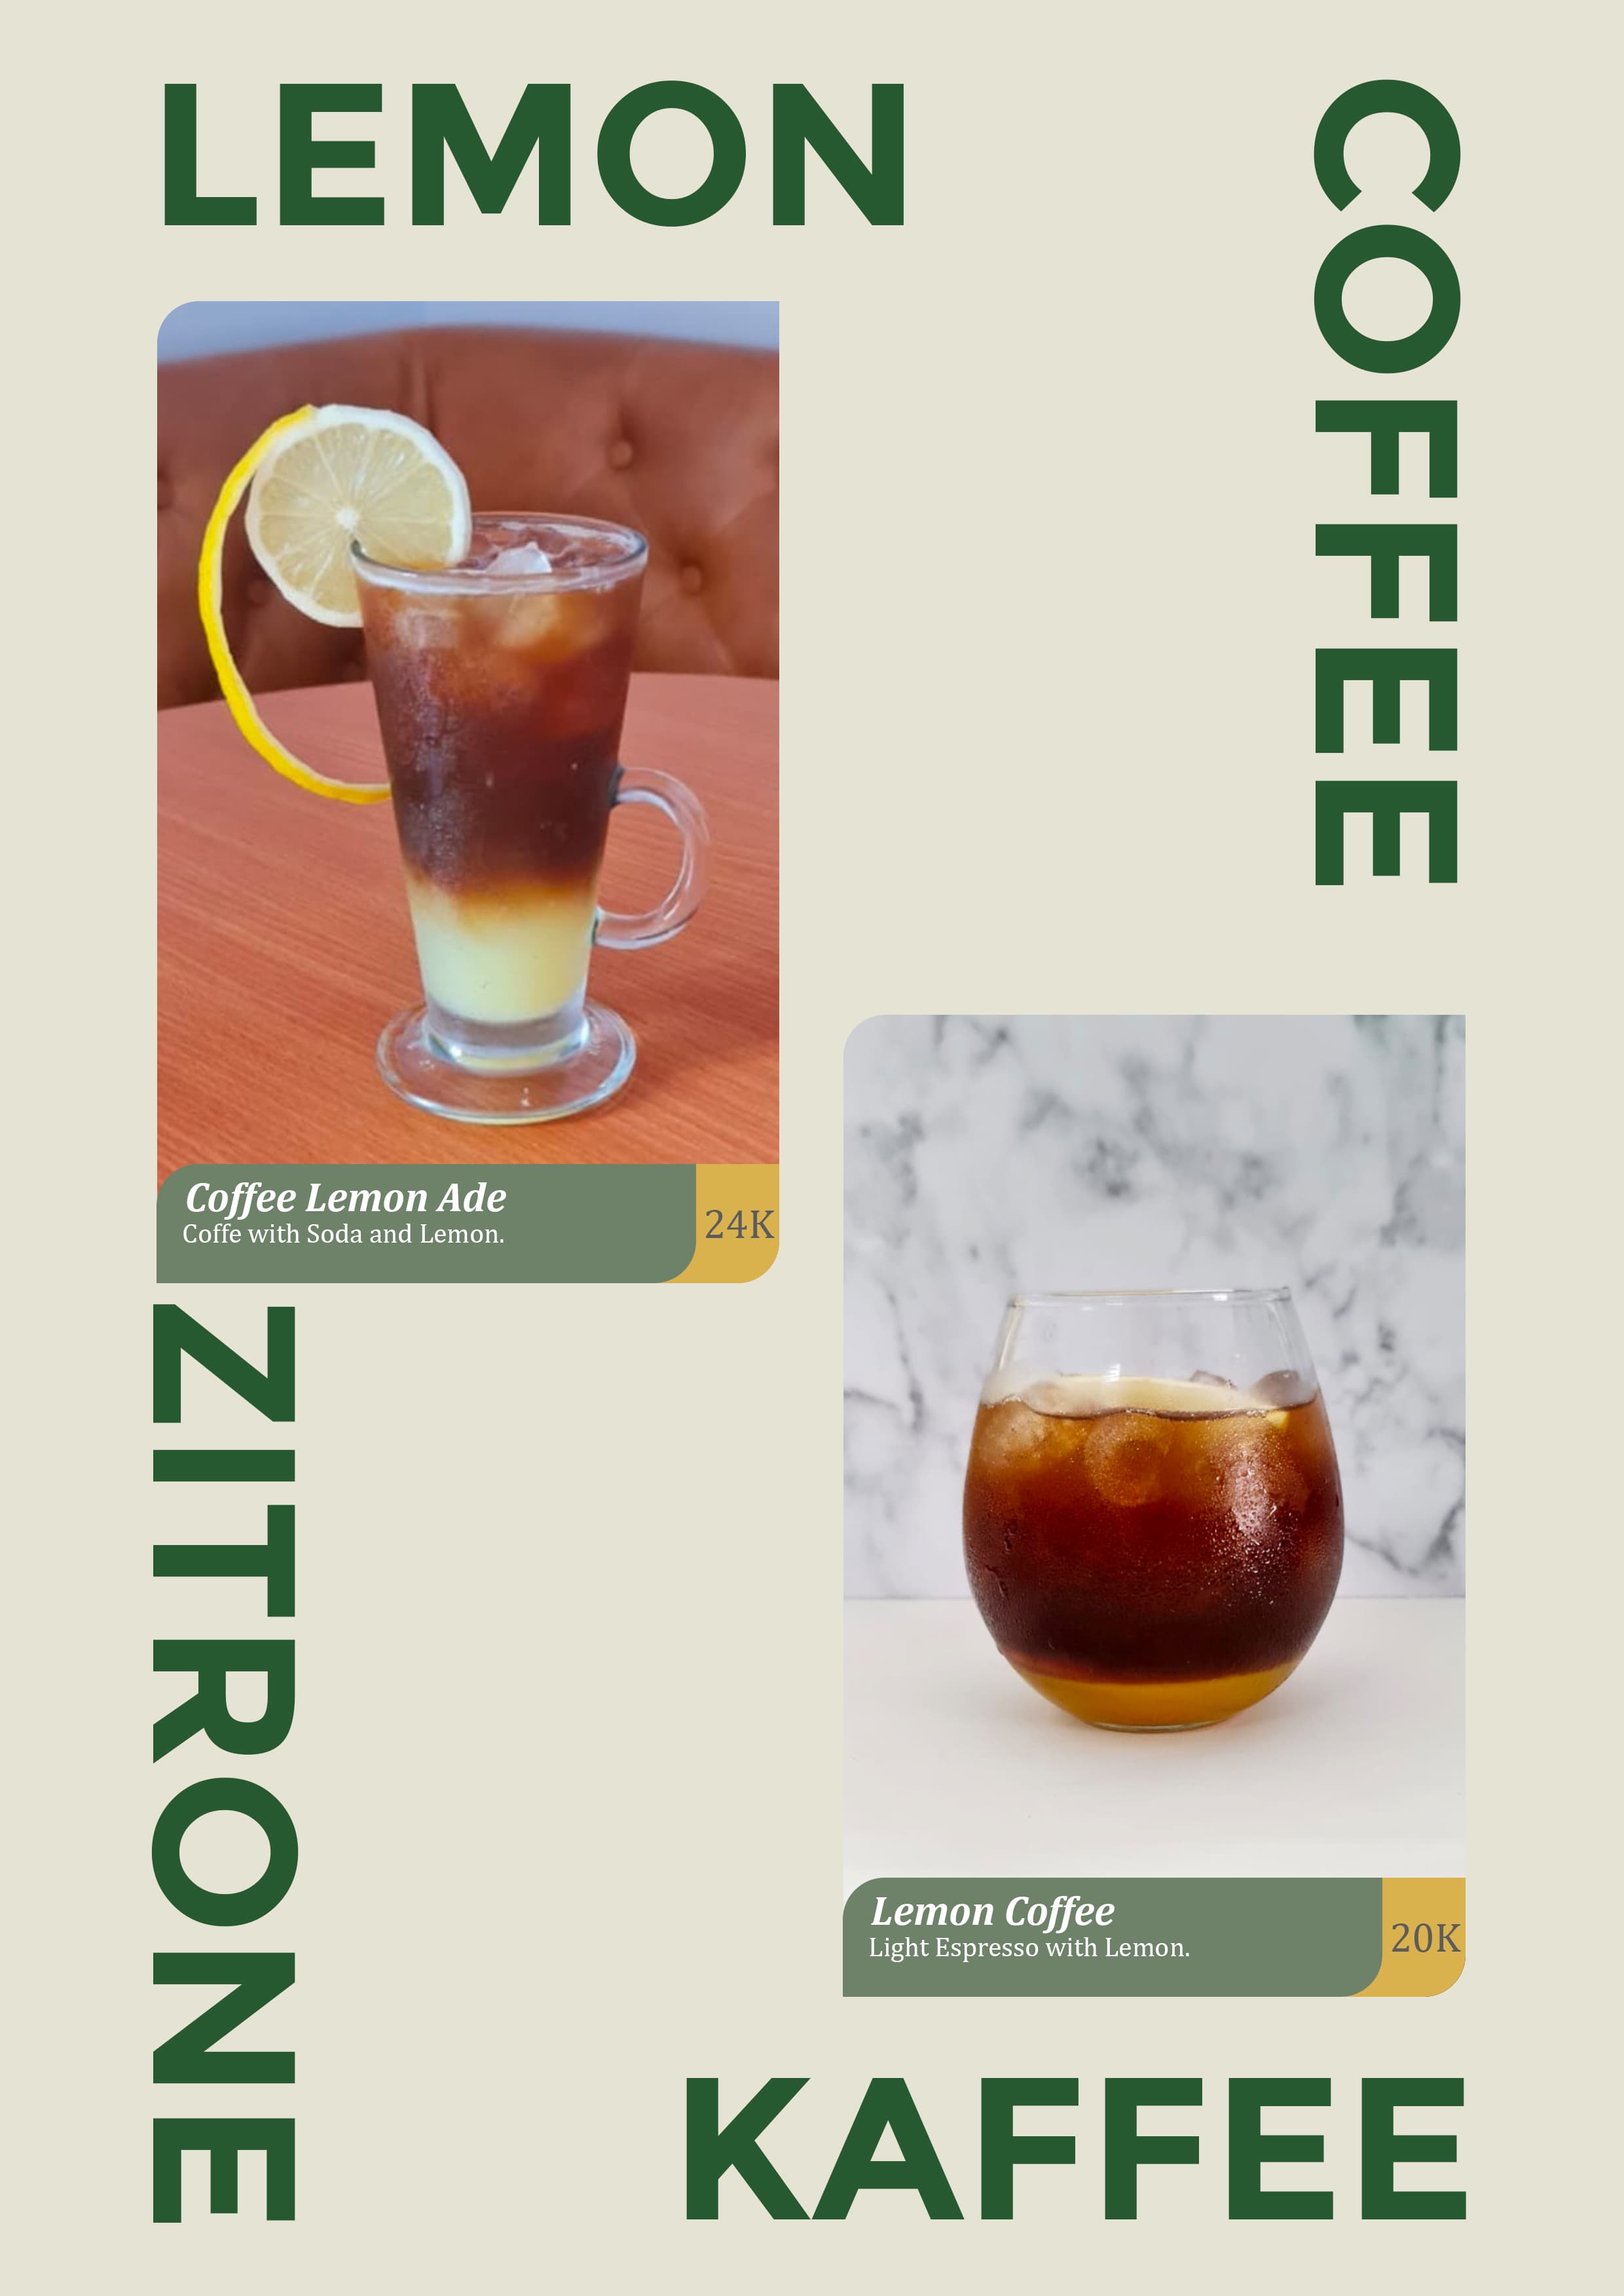 LEMON
COFFEE
Coffee Lemon Ade
Coffe with Soda and Lemon.
24K
ZITRONE
Lemon Coffee
Light Espresso with Lemon.
20K
KAFFEE